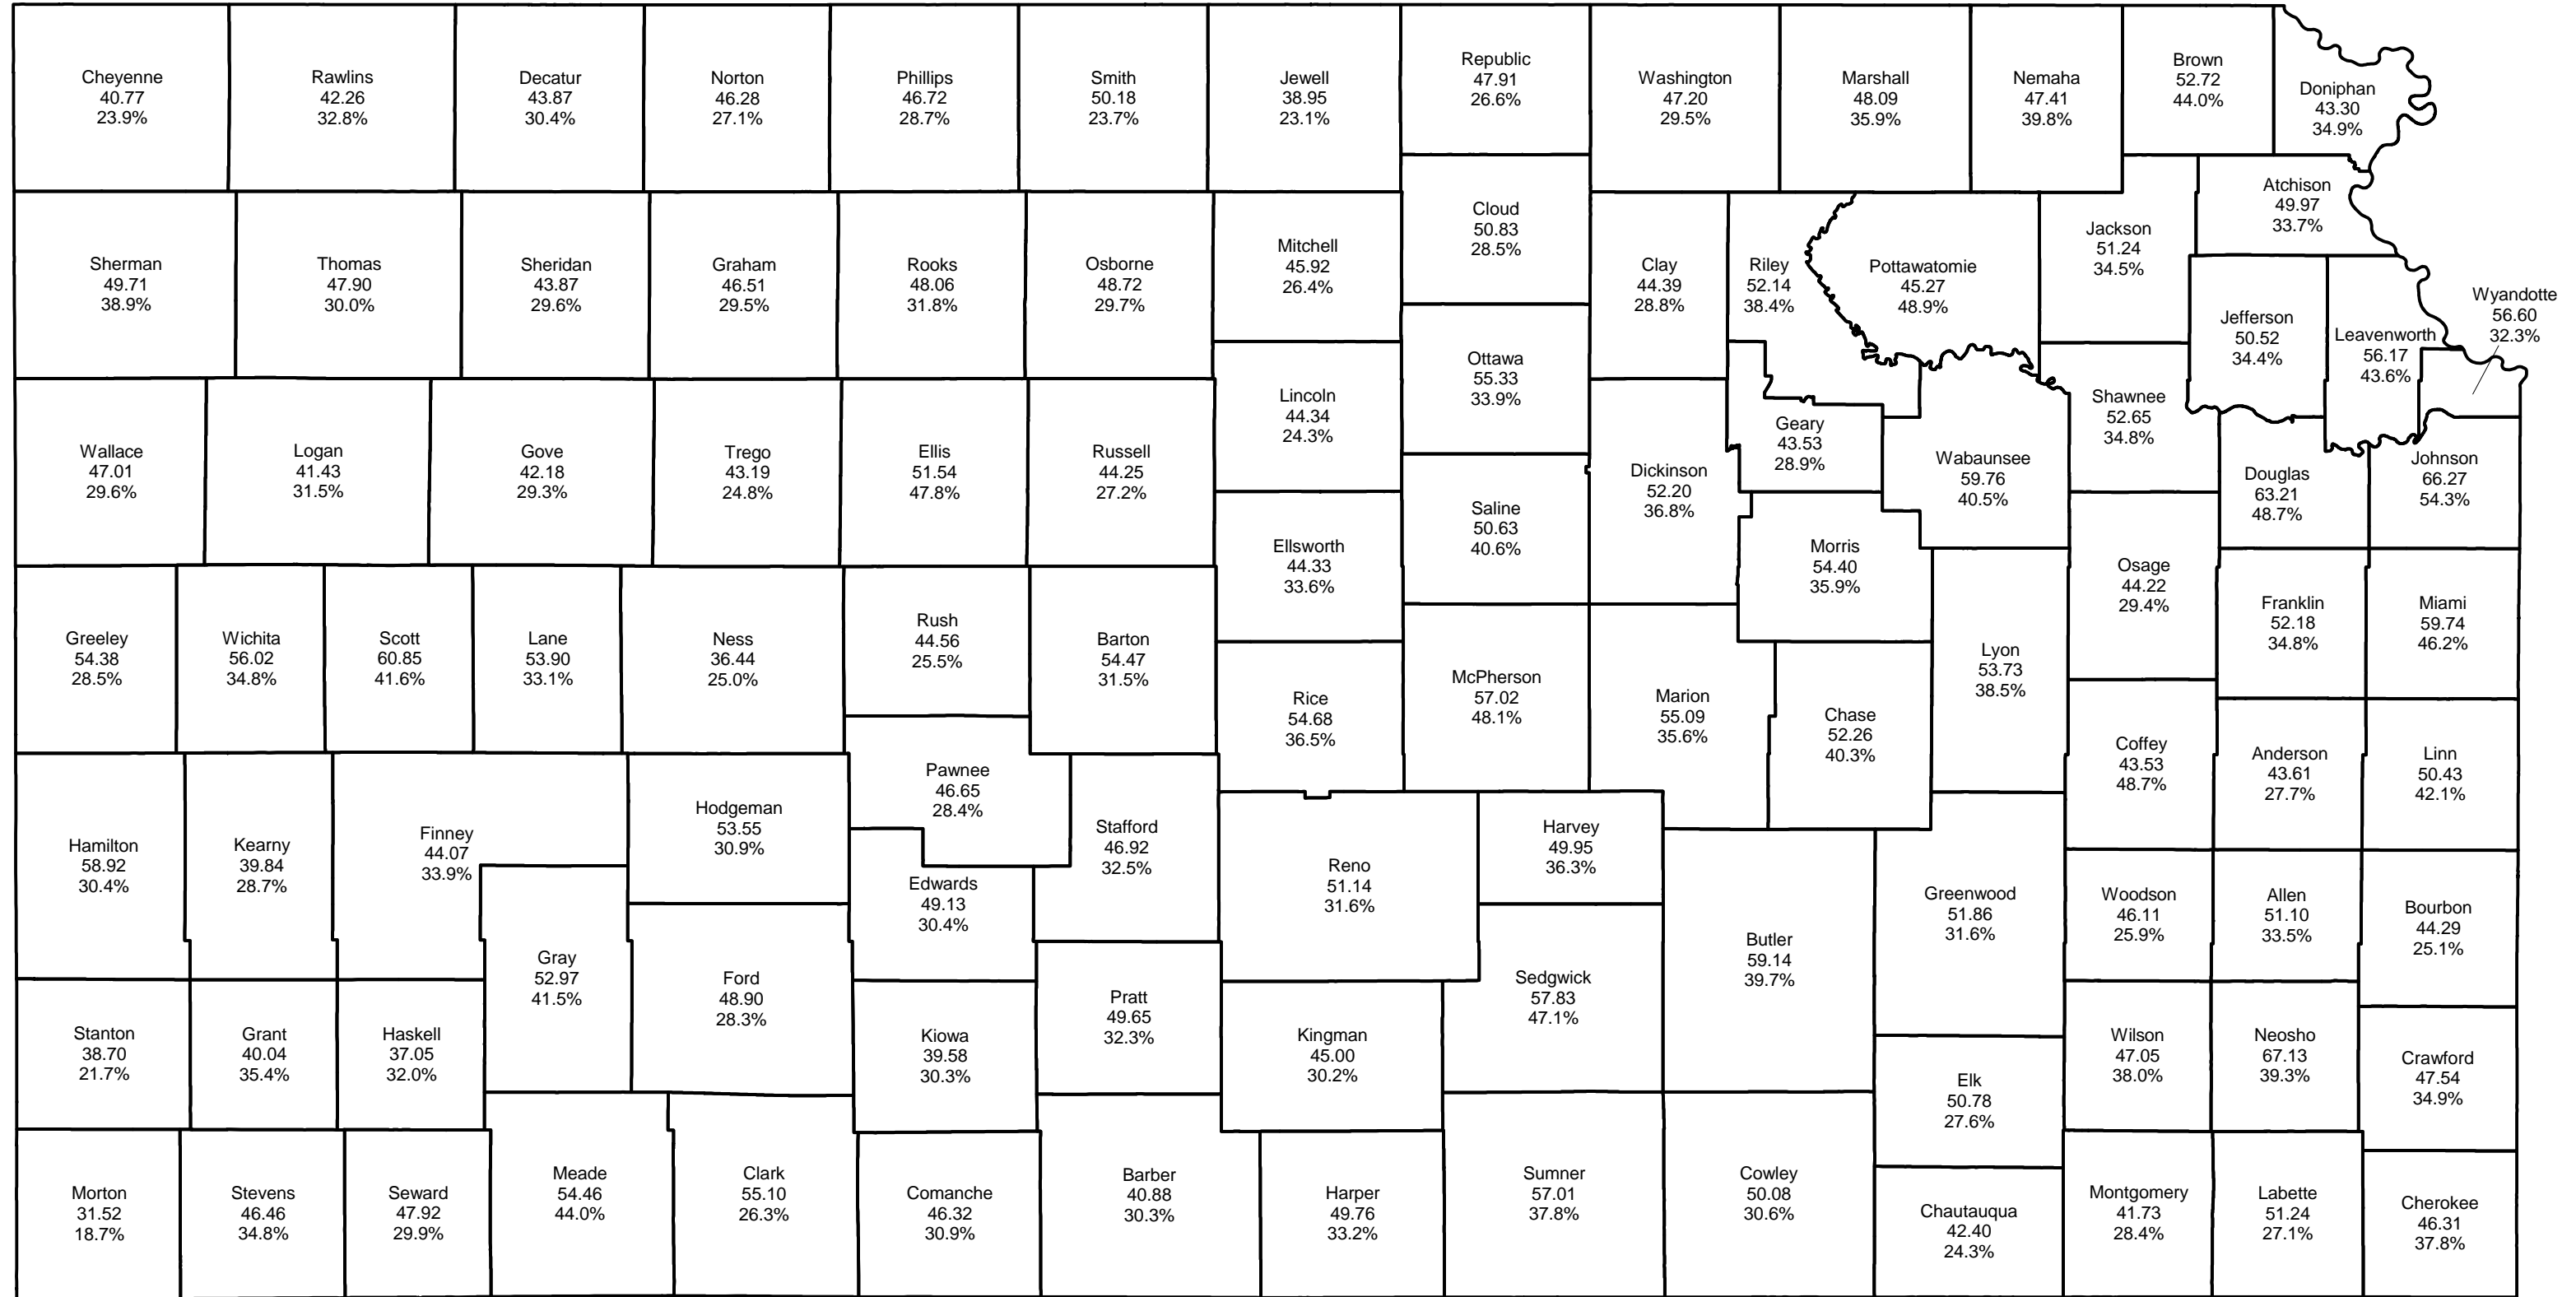 Cheyenne
40.77
23.9%
Rawlins
42.26
32.8%
Decatur
43.87
30.4%
Norton
46.28
27.1%
Phillips
46.72
28.7%
Smith
50.18
23.7%
Jewell
38.95
23.1%
Republic
47.91
26.6%
Washington
47.20
29.5%
Marshall
48.09
35.9%
Nemaha
47.41
39.8%
Brown
52.72
44.0%
Doniphan
43.30
34.9%
Sherman
49.71
38.9%
Thomas
47.90
30.0%
Sheridan
43.87
29.6%
Graham
46.51
29.5%
Rooks
48.06
31.8%
Osborne
48.72
29.7%
Mitchell
45.92
26.4%
Cloud
50.83
28.5%
Clay
44.39
28.8%
Riley
52.14
38.4%
Pottawatomie
45.27
48.9%
Jackson
51.24
34.5%
Atchison
49.97
33.7%
Jefferson
50.52
34.4%
Leavenworth
56.17
43.6%
Wyandotte
56.60
32.3%
Wallace
47.01
29.6%
Logan
41.43
31.5%
Gove
42.18
29.3%
Trego
43.19
24.8%
Ellis
51.54
47.8%
Russell
44.25
27.2%
Lincoln
44.34
24.3%
Ottawa
55.33
33.9%
Saline
50.63
40.6%
Dickinson
52.20
36.8%
Geary
43.53
28.9%
Wabaunsee
59.76
40.5%
Shawnee
52.65
34.8%
Douglas
63.21
48.7%
Johnson
66.27
54.3%
Greeley
54.38
28.5%
Wichita
56.02
34.8%
Scott
60.85
41.6%
Lane
53.90
33.1%
Ness
36.44
25.0%
Rush
44.56
25.5%
Barton
54.47
31.5%
Ellsworth
44.33
33.6%
Rice
54.68
36.5%
McPherson
57.02
48.1%
Marion
55.09
35.6%
Morris
54.40
35.9%
Chase
52.26
40.3%
Lyon
53.73
38.5%
Osage
44.22
29.4%
Franklin
52.18
34.8%
Miami
59.74
46.2%
Hamilton
58.92
30.4%
Kearny
39.84
28.7%
Finney
44.07
33.9%
Hodgeman
53.55
30.9%
Pawnee
46.65
28.4%
Edwards
49.13
30.4%
Stafford
46.92
32.5%
Reno
51.14
31.6%
Harvey
49.95
36.3%
Coffey
43.53
48.7%
Anderson
43.61
27.7%
Linn
50.43
42.1%
Gray
52.97
41.5%
Ford
48.90
28.3%
Kiowa
39.58
30.3%
Pratt
49.65
32.3%
Kingman
45.00
30.2%
Sedgwick
57.83
47.1%
Butler
59.14
39.7%
Greenwood
51.86
31.6%
Woodson
46.11
25.9%
Allen
51.10
33.5%
Bourbon
44.29
25.1%
Stanton
38.70
21.7%
Grant
40.04
35.4%
Haskell
37.05
32.0%
Elk
50.78
27.6%
Wilson
47.05
38.0%
Neosho
67.13
39.3%
Crawford
47.54
34.9%
Morton
31.52
18.7%
Stevens
46.46
34.8%
Seward
47.92
29.9%
Meade
54.46
44.0%
Clark
55.10
26.3%
Comanche
46.32
30.9%
Barber
40.88
30.3%
Harper
49.76
33.2%
Sumner
57.01
37.8%
Cowley
50.08
30.6%
Chautauqua
42.40
24.3%
Montgomery
41.73
28.4%
Labette
51.24
27.1%
Cherokee
46.31
37.8%